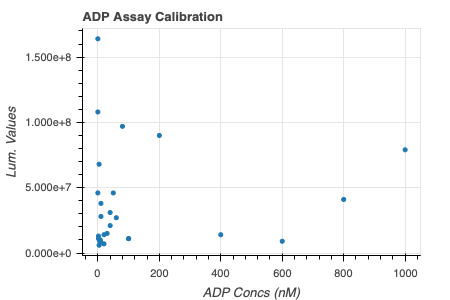 ADP Assay Calibration
Lum. Values
1.500e+8
1.000e+8
5.000e+7
0.000e+0
0 200 400 600 800 1000
ADP Concs (nM)